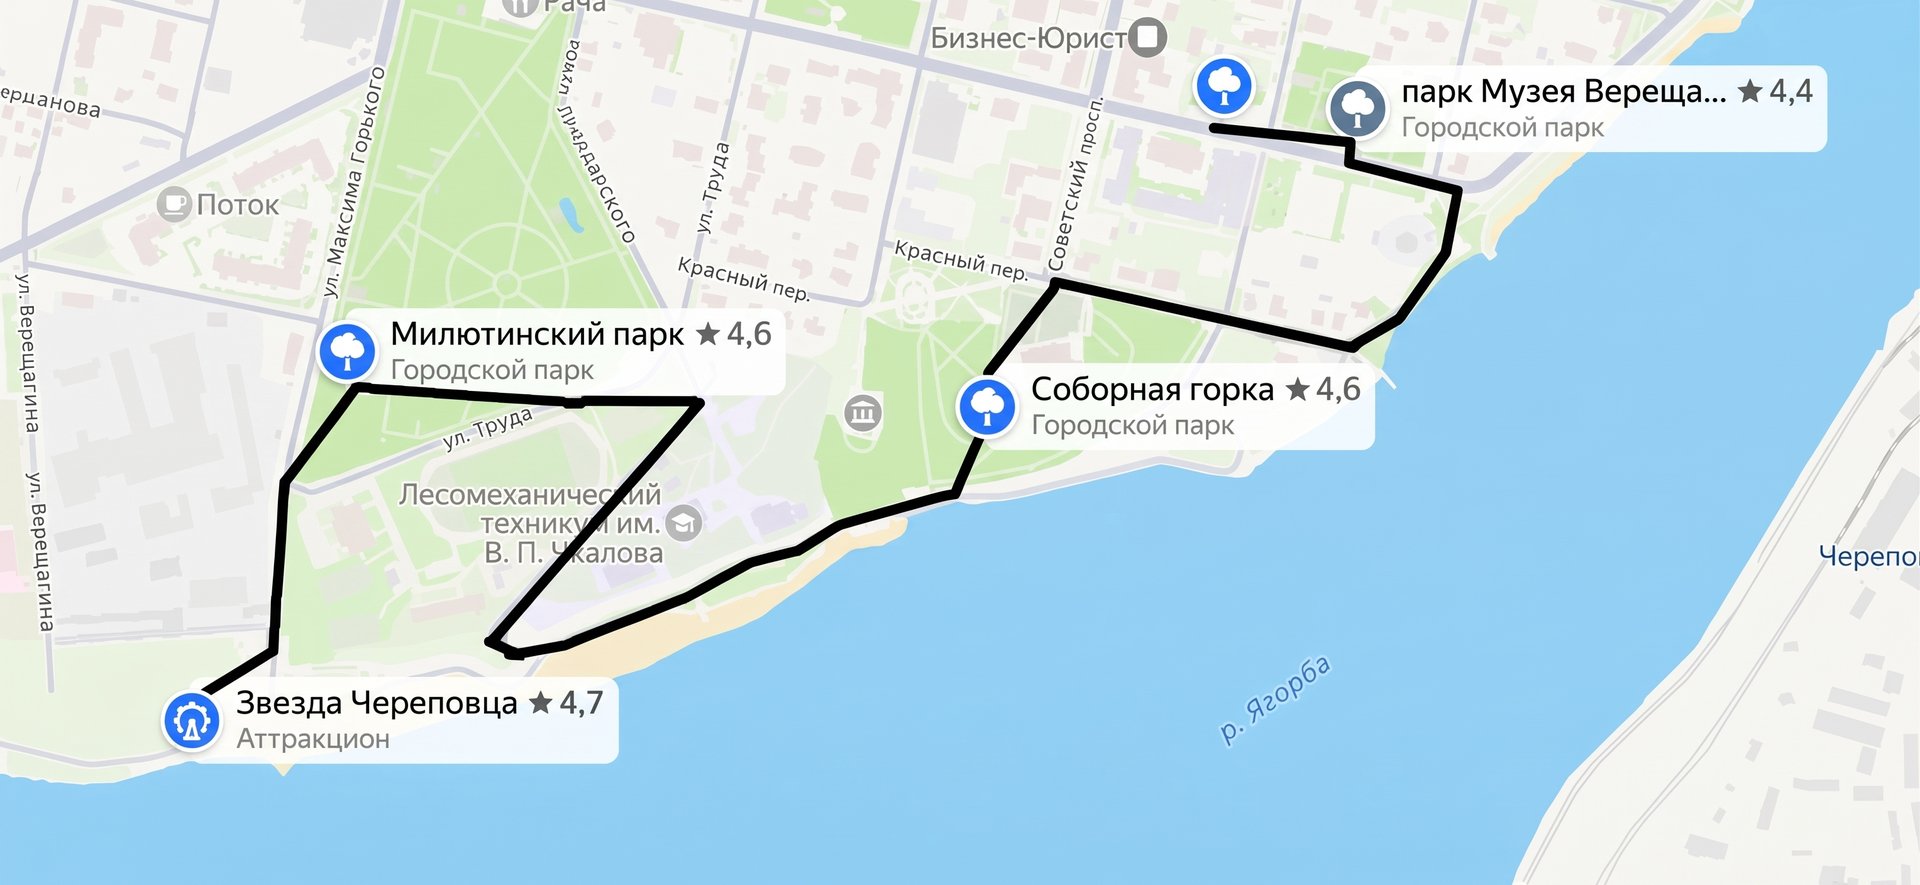 Рача
Бизнес-Юрист
парк Музея Вереща... ★ 4,4
Городской парк
ул. Максима Горького
ул. Труда
Советский просп.
Поток
Красный пер.
Красный пер.
ул. Верещагина
Милютинский парк ★ 4,6
Городской парк
Соборная горка ★ 4,6
Городской парк
ул. Труда
ул. Верещагина
Лесомеханический
техникум им.
В. П. Чкалова
р. Ягорба
Звезда Череповца ★ 4,7
Аттракцион